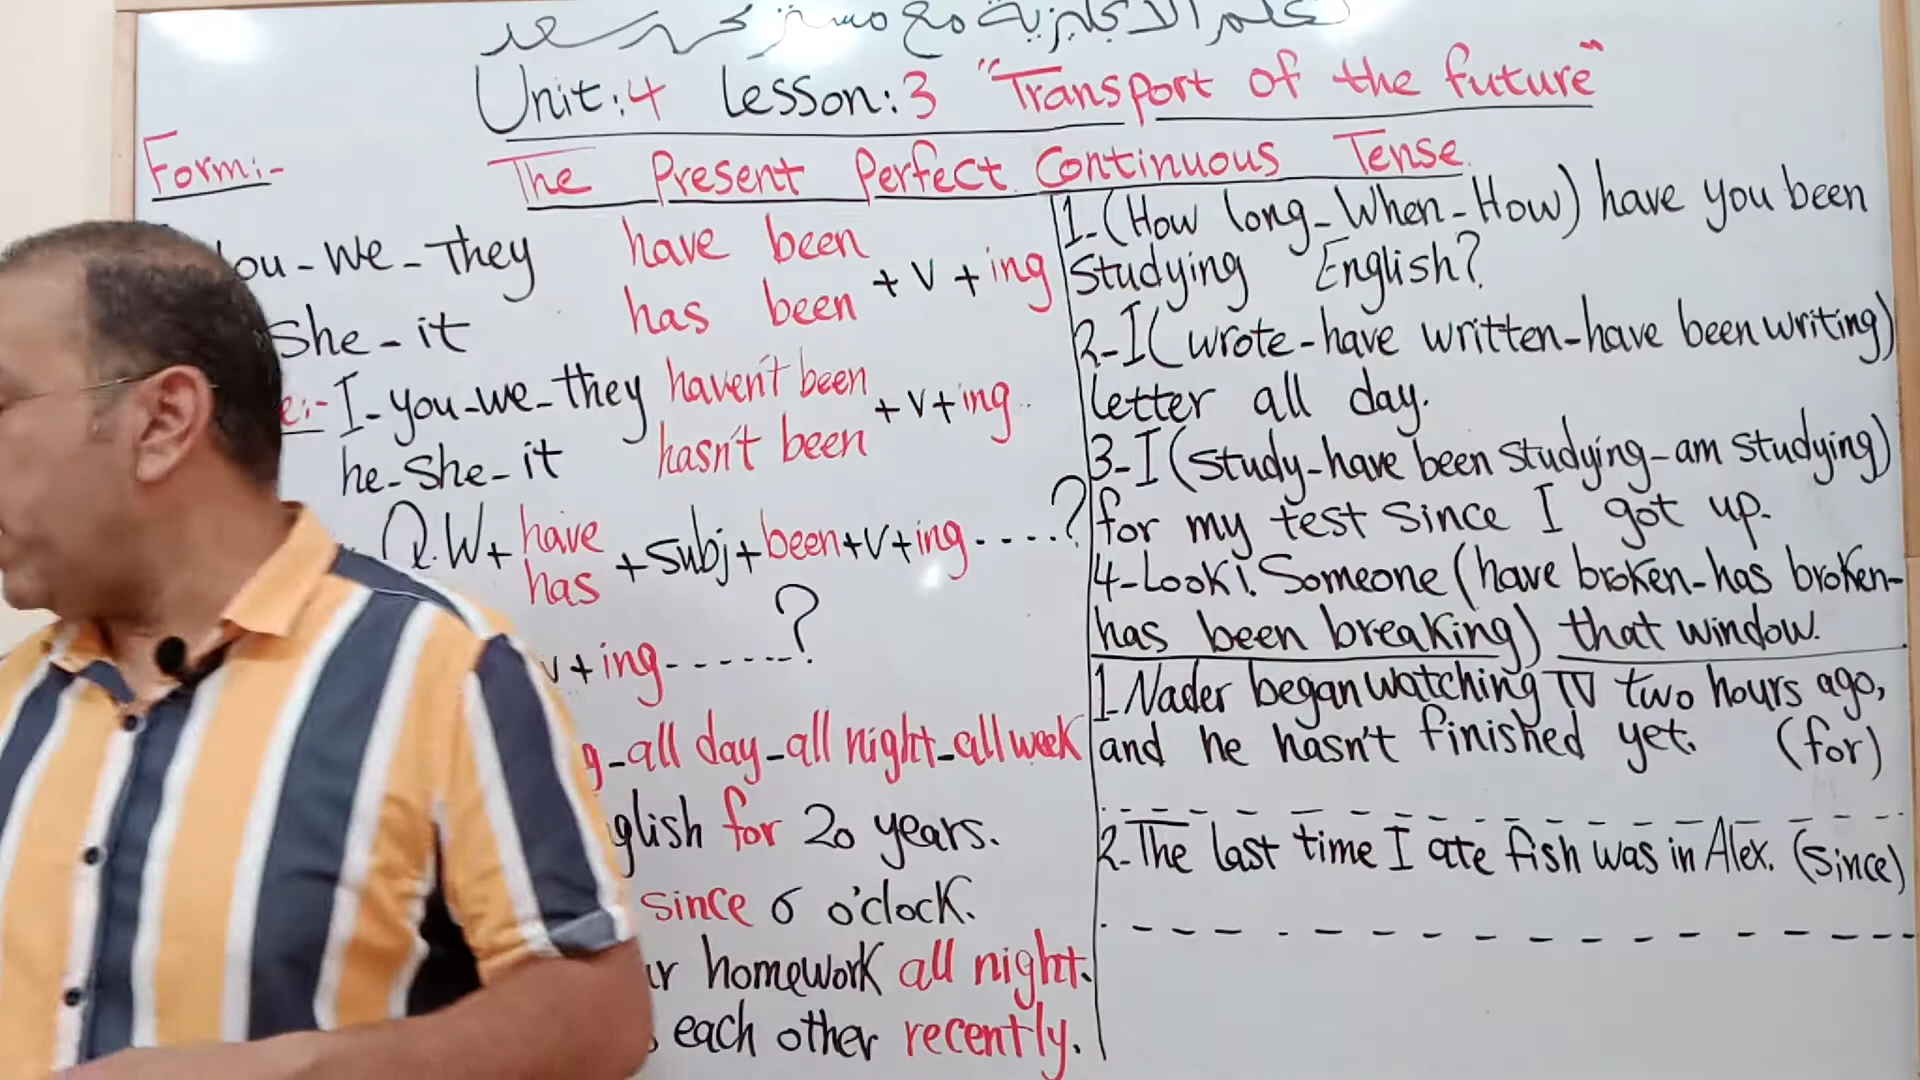 تعلم الانجليزية مع مستر محمد سعد
Unit:4 lesson:3 "Transport of the future"
The Present Perfect Continuous Tense
Form:-
ou-we-they have been
has been + v + ing
She-it
e:- I-you-we-they haven't been
hasn't been + v + ing
he-she-it
Q.W + have
has + subj + been + v + ing ....?
v + ing ------?
g-all day-all night-all week
glish for 20 years.
since 6 o'clock.
ur homework all night.
each other recently.
1-(How long-When-How) have you been
studying English?
2-I (wrote-have written-have been writing)
letter all day.
3-I (study-have been studying-am studying)
for my test since I got up.
4-Look!. Someone (have broken-has broken-
has been breaking) that window.
1.Nader began watching TV two hours ago,
and he hasn't finished yet. (for)
2-The last time I ate fish was in Alex. (since)